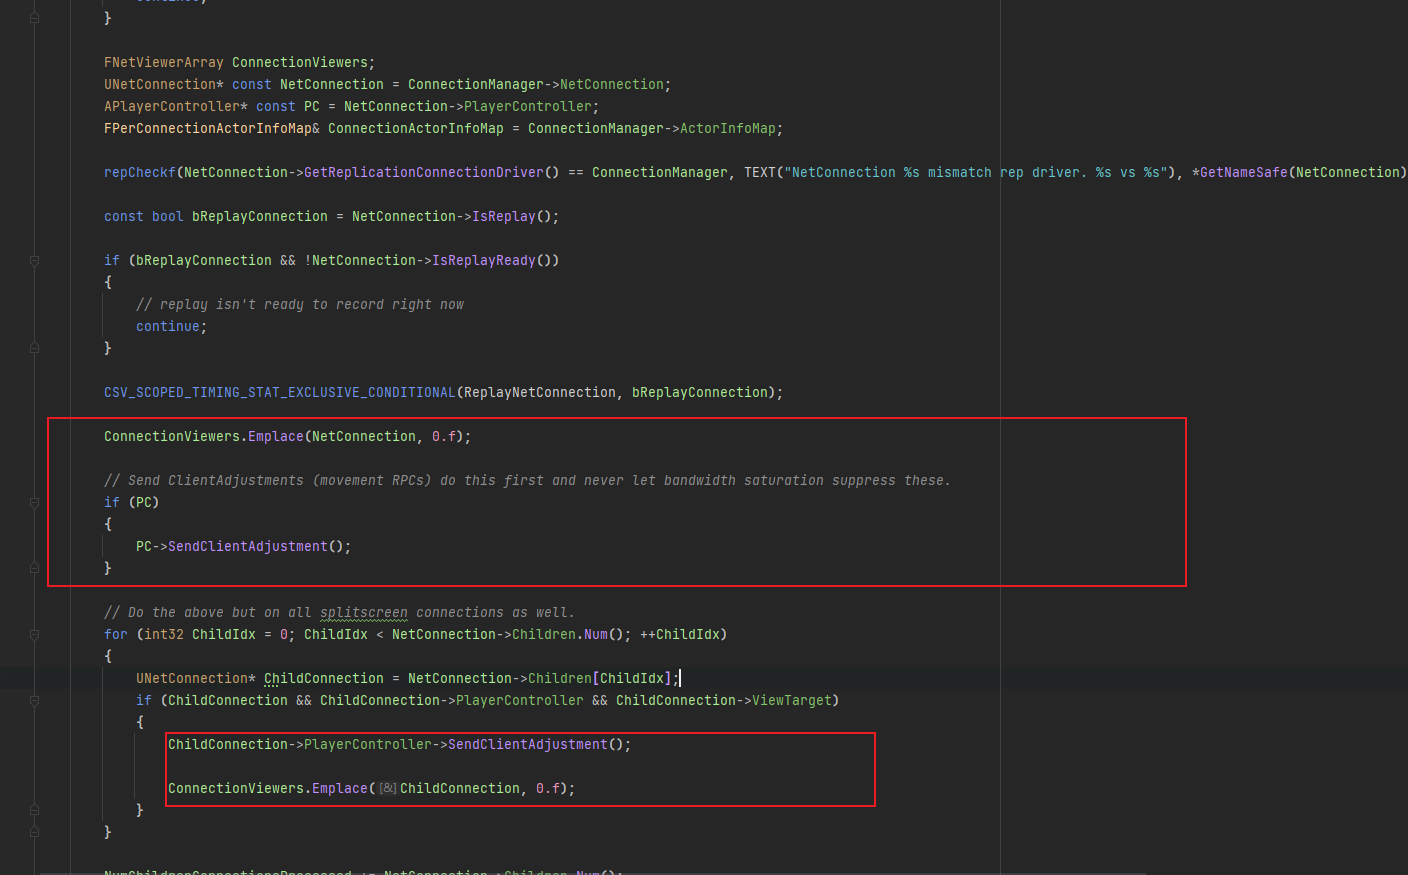 }
FNetViewerArray ConnectionViewers;
UNetConnection* const NetConnection = ConnectionManager->NetConnection;
APlayerController* const PC = NetConnection->PlayerController;
FPerConnectionActorInfoMap& ConnectionActorInfoMap = ConnectionManager->ActorInfoMap;
repCheckf(NetConnection->GetReplicationConnectionDriver() == ConnectionManager, TEXT("NetConnection %s mismatch rep driver. %s vs %s"), *GetNameSafe(NetConnection)
const bool bReplayConnection = NetConnection->IsReplay();
if (bReplayConnection && !NetConnection->IsReplayReady())
{
// replay isn't ready to record right now
continue;
}
CSV_SCOPED_TIMING_STAT_EXCLUSIVE_CONDITIONAL(ReplayNetConnection, bReplayConnection);
ConnectionViewers.Emplace(NetConnection, 0.f);
// Send ClientAdjustments (movement RPCs) do this first and never let bandwidth saturation suppress these.
if (PC)
{
PC->SendClientAdjustment();
}
// Do the above but on all splitscreen connections as well.
for (int32 ChildIdx = 0; ChildIdx < NetConnection->Children.Num(); ++ChildIdx)
{
UNetConnection* ChildConnection = NetConnection->Children[ChildIdx];
if (ChildConnection && ChildConnection->PlayerController && ChildConnection->ViewTarget)
{
ChildConnection->PlayerController->SendClientAdjustment();
ConnectionViewers.Emplace([&]ChildConnection, 0.f);
}
}